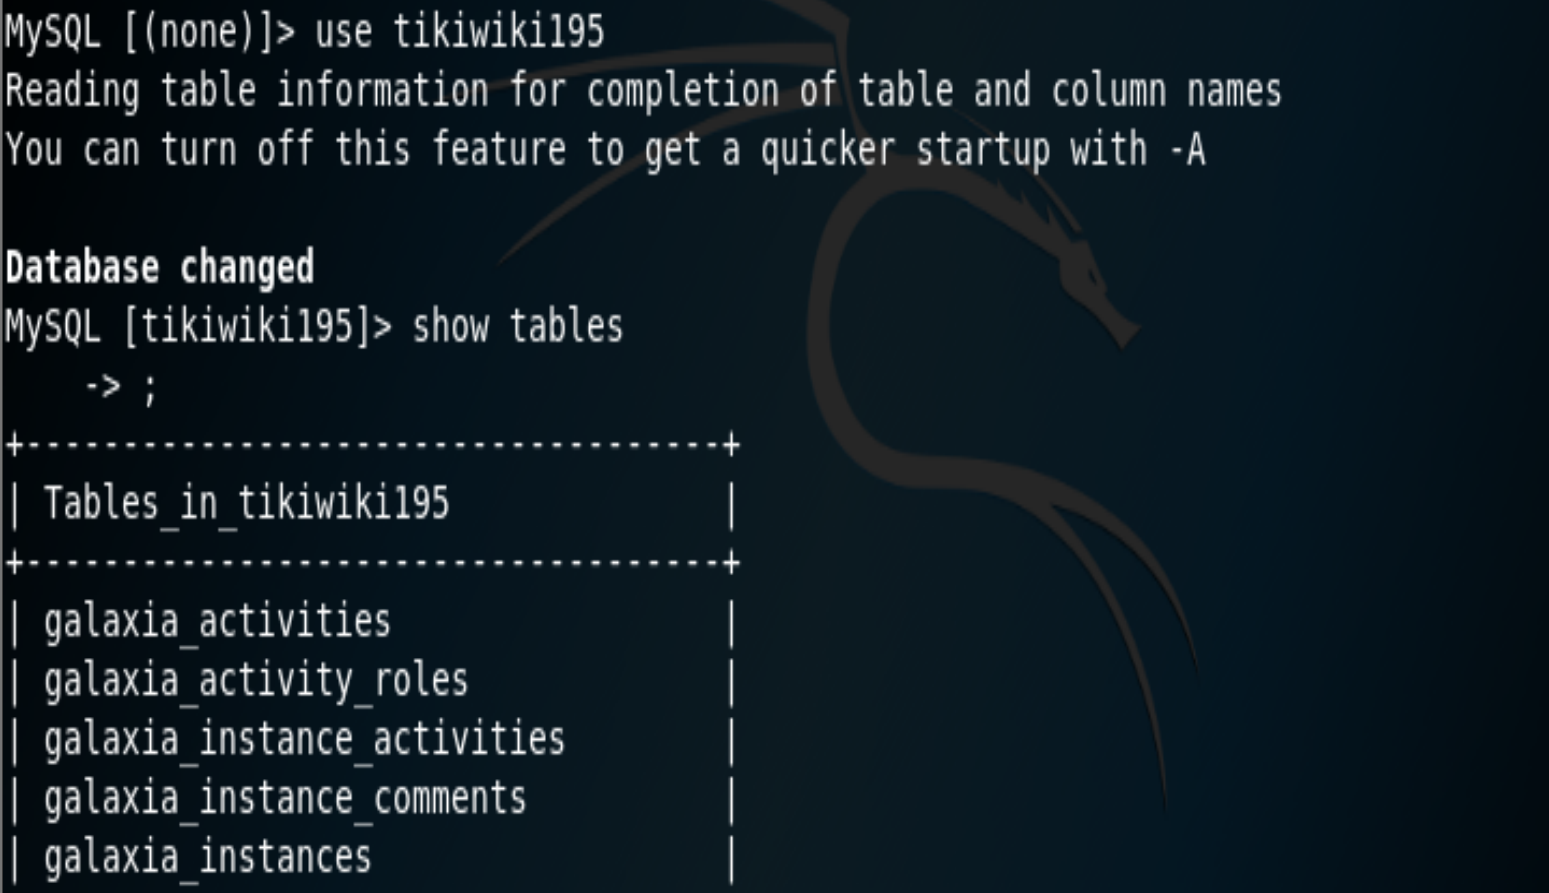 MySQL [(none)]> use tikiwiki195
Reading table information for completion of table and column names
You can turn off this feature to get a quicker startup with -A
Database changed
MySQL [tikiwiki195]> show tables
    -> ;
+------------------------------------+
| Tables_in_tikiwiki195              |
+------------------------------------+
| galaxia_activities                 |
| galaxia_activity_roles             |
| galaxia_instance_activities        |
| galaxia_instance_comments          |
| galaxia_instances                  |